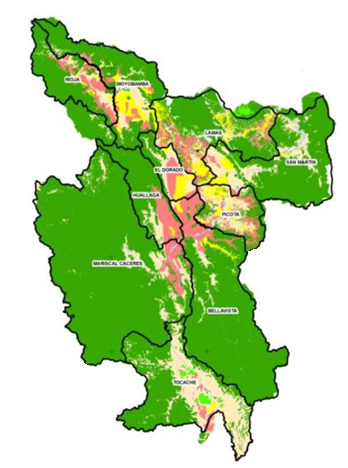 RIOJA
MOYOBAMBA
LAMAS
SAN MARTIN
EL DORADO
HUALLAGA
PICOTA
MARISCAL CACERES
BELLAVISTA
TOCACHE